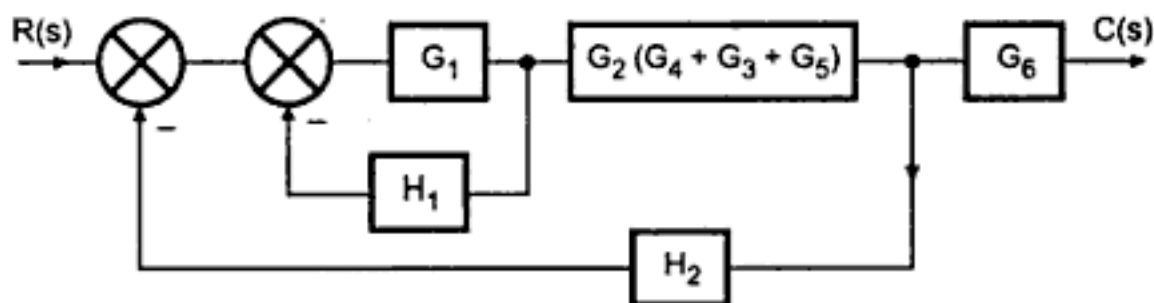 R(s)
C(s)
G₁
G₂ (G₄ + G₃ + G₅)
G₆
−
−
H₁
H₂